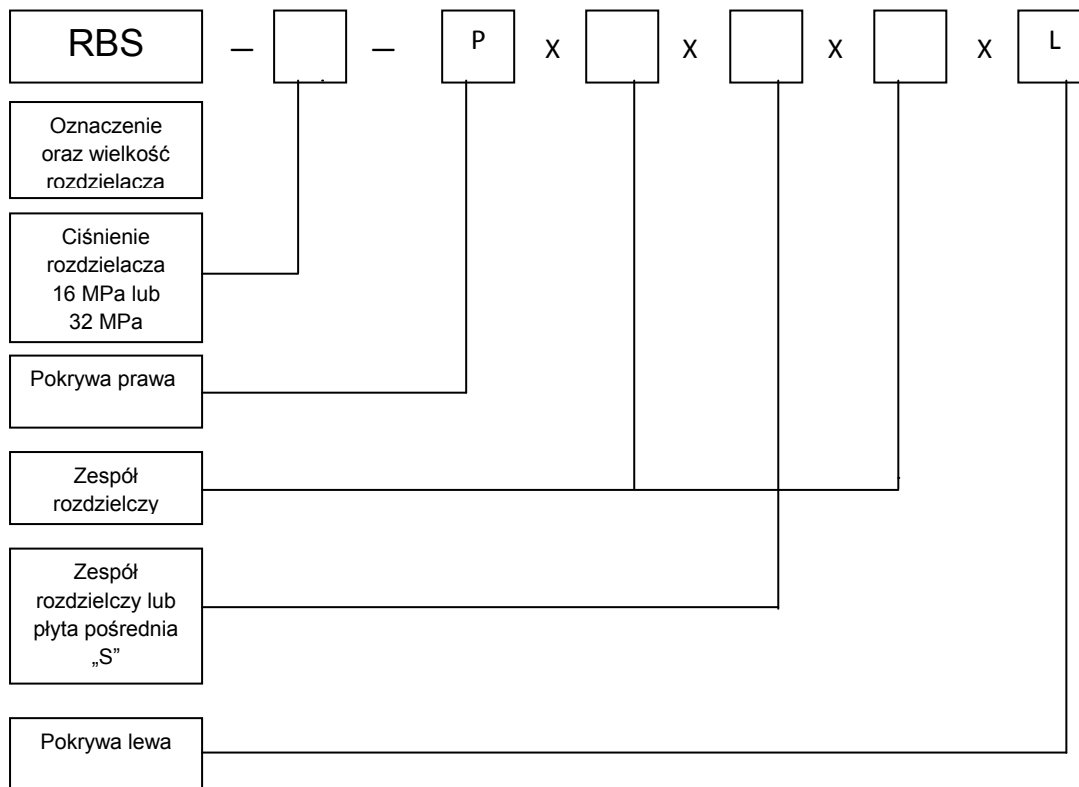 RBS – – P X X X X L
Oznaczenie
oraz wielkość
rozdzielacza
Ciśnienie
rozdzielacza
16 MPa lub
32 MPa
Pokrywa prawa
Zespół
rozdzielczy
Zespół
rozdzielczy lub
płyta pośrednia
„S”
Pokrywa lewa